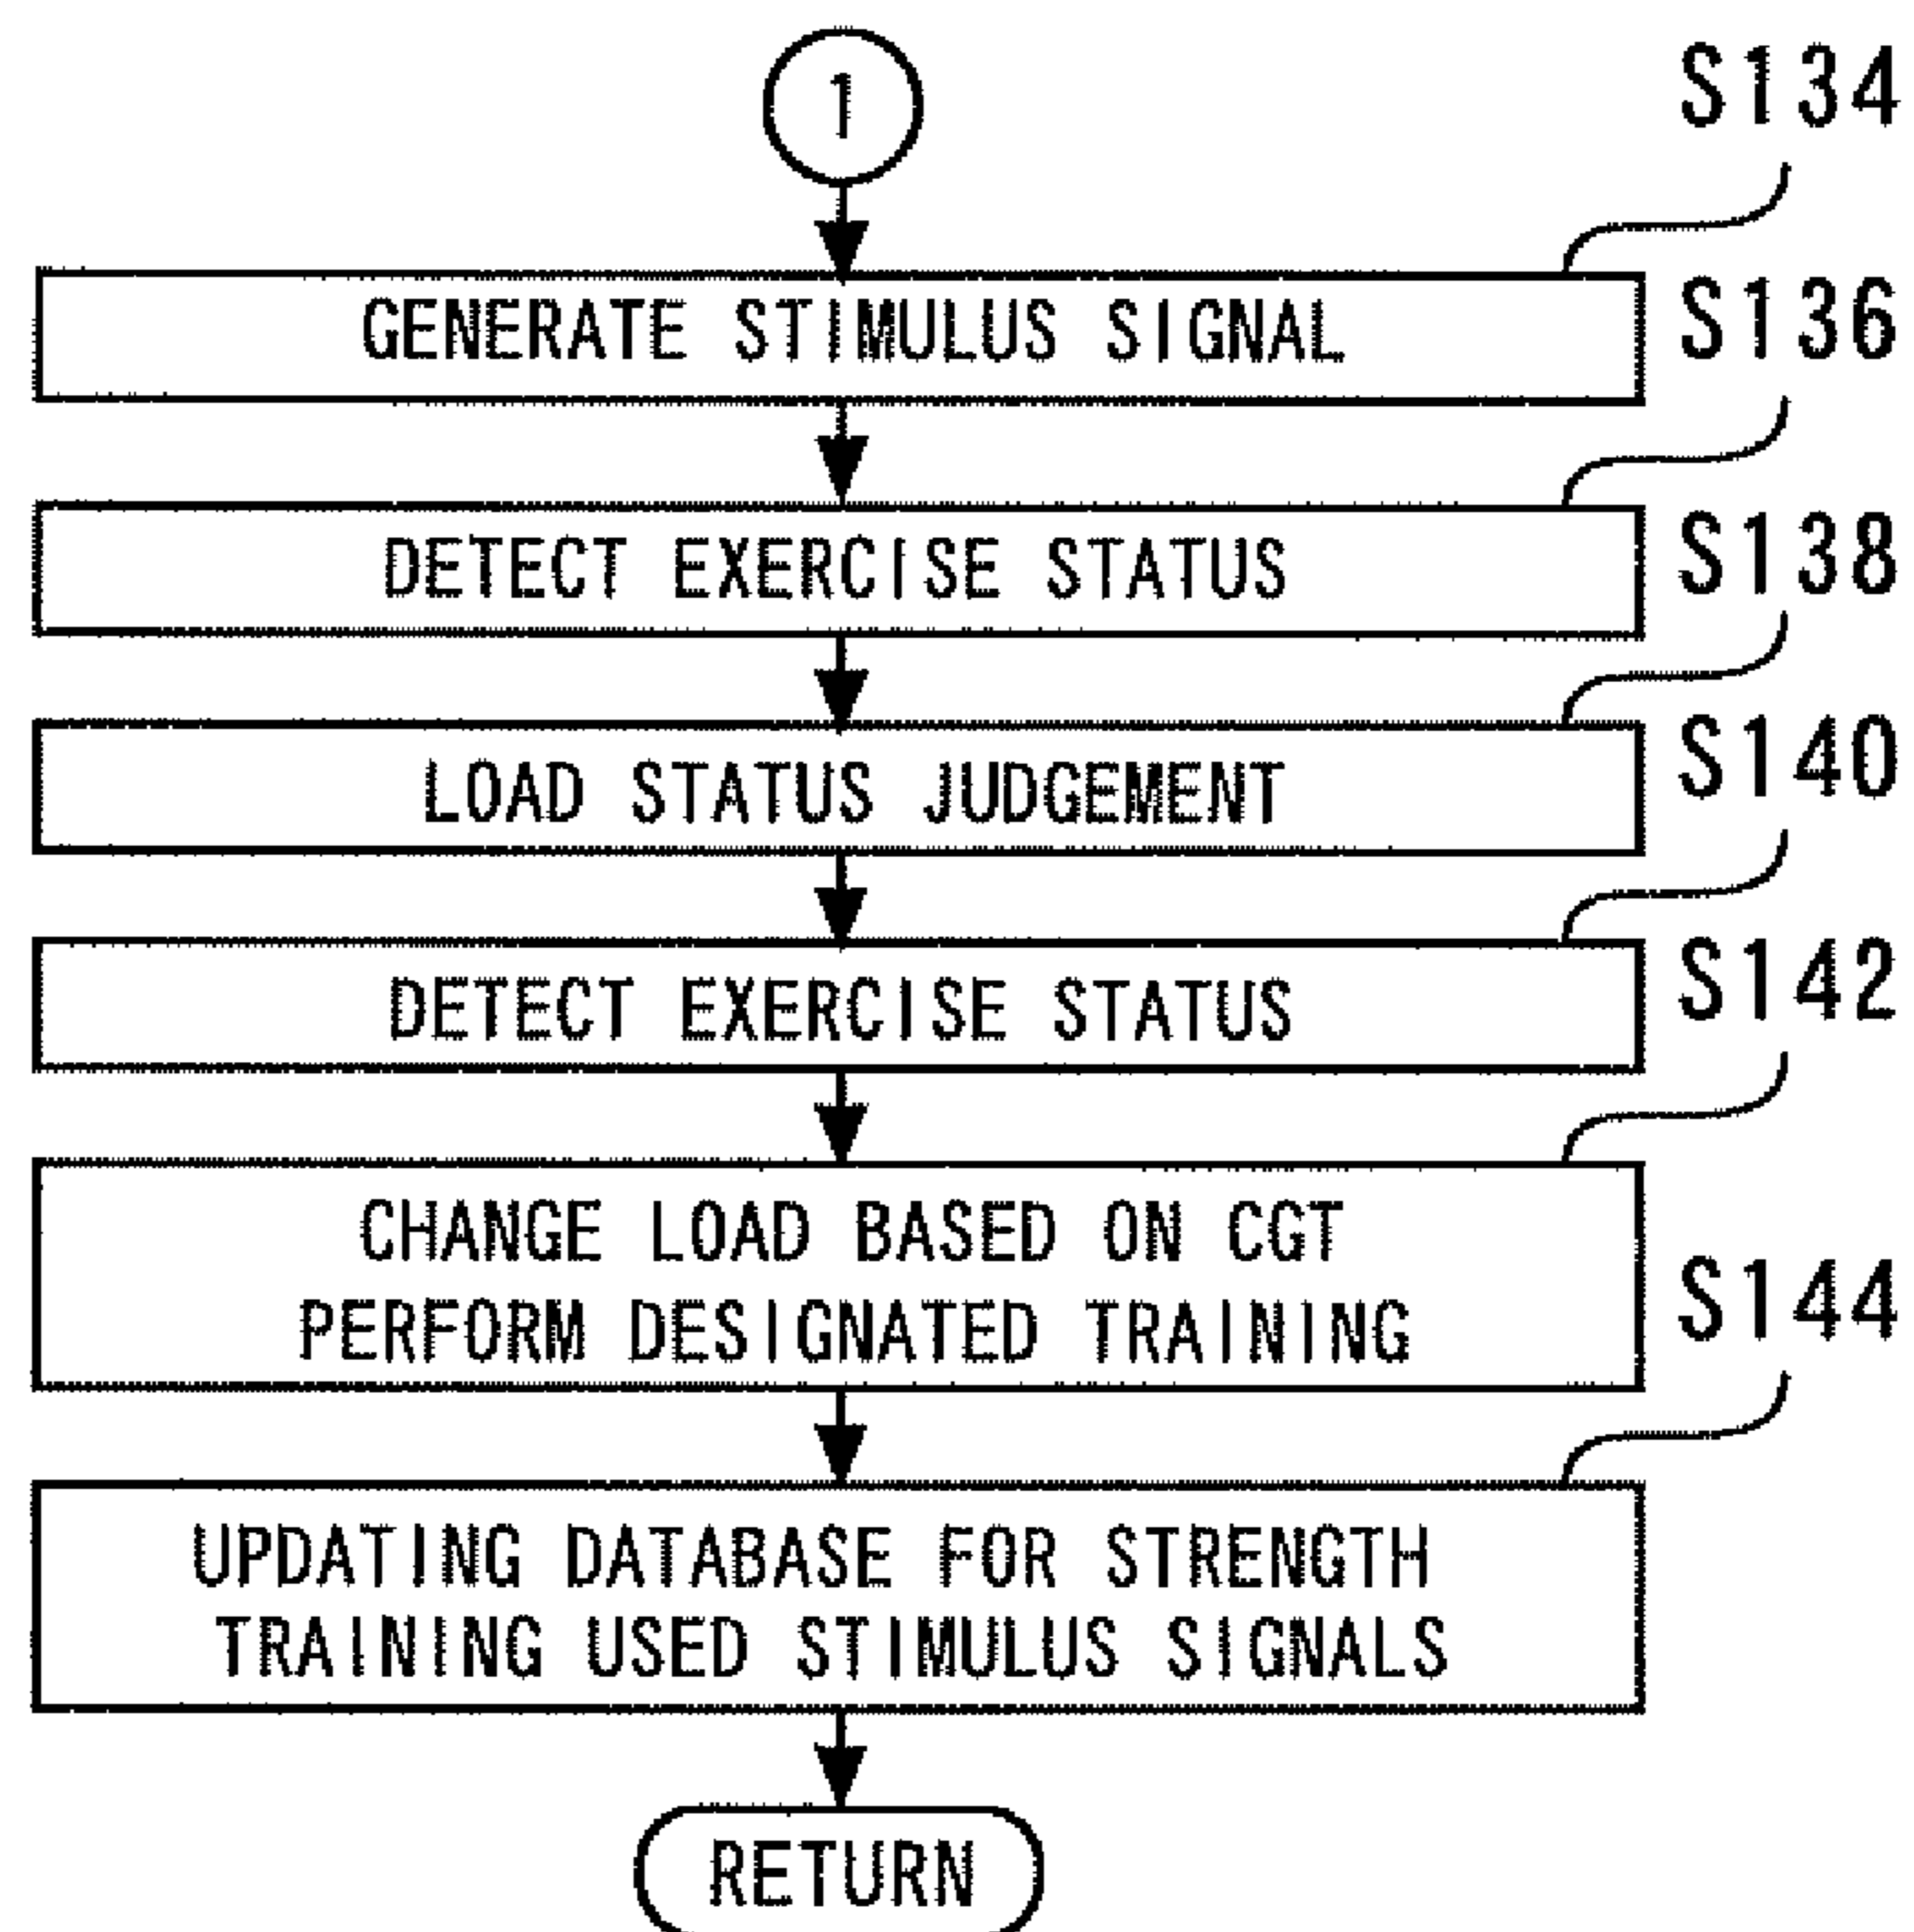 1
S134
GENERATE STIMULUS SIGNAL
S136
DETECT EXERCISE STATUS
S138
LOAD STATUS JUDGEMENT
S140
DETECT EXERCISE STATUS
S142
CHANGE LOAD BASED ON CGT
PERFORM DESIGNATED TRAINING
S144
UPDATING DATABASE FOR STRENGTH
TRAINING USED STIMULUS SIGNALS
RETURN